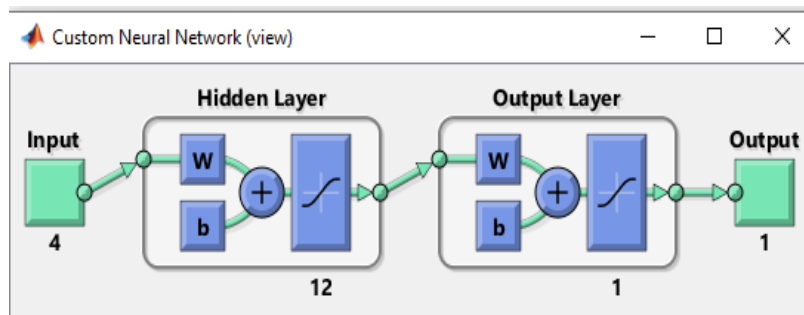 Custom Neural Network (view)
Hidden Layer
Output Layer
Input
Output
W
W
b
b
4
1
12
1